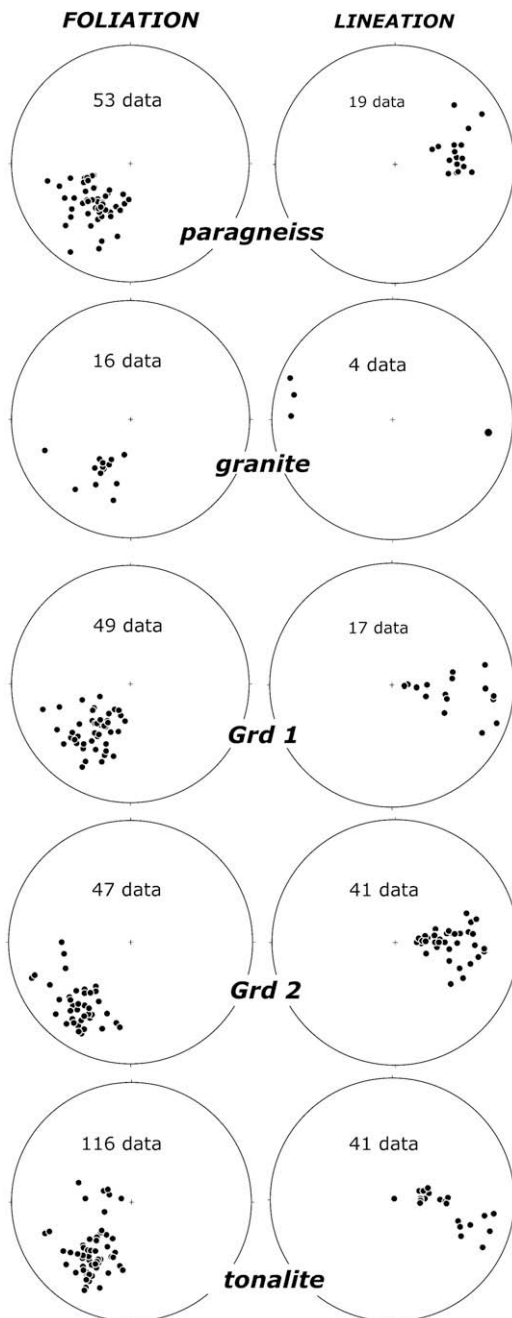 FOLIATION LINEATION
53 data 19 data
paragneiss
16 data 4 data
granite
49 data 17 data
Grd 1
47 data 41 data
Grd 2
116 data 41 data
tonalite